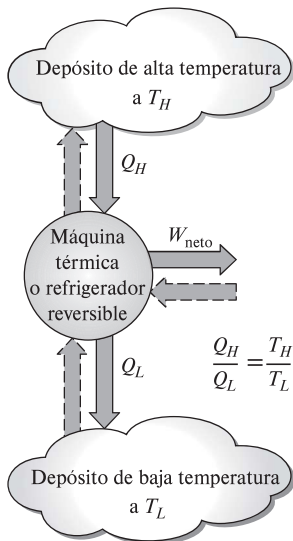 Depósito de alta temperatura
a T_H
Q_H
Máquina
térmica
o refrigerador
reversible
W_neto
Q_H/Q_L = T_H/T_L
Q_L
Depósito de baja temperatura
a T_L